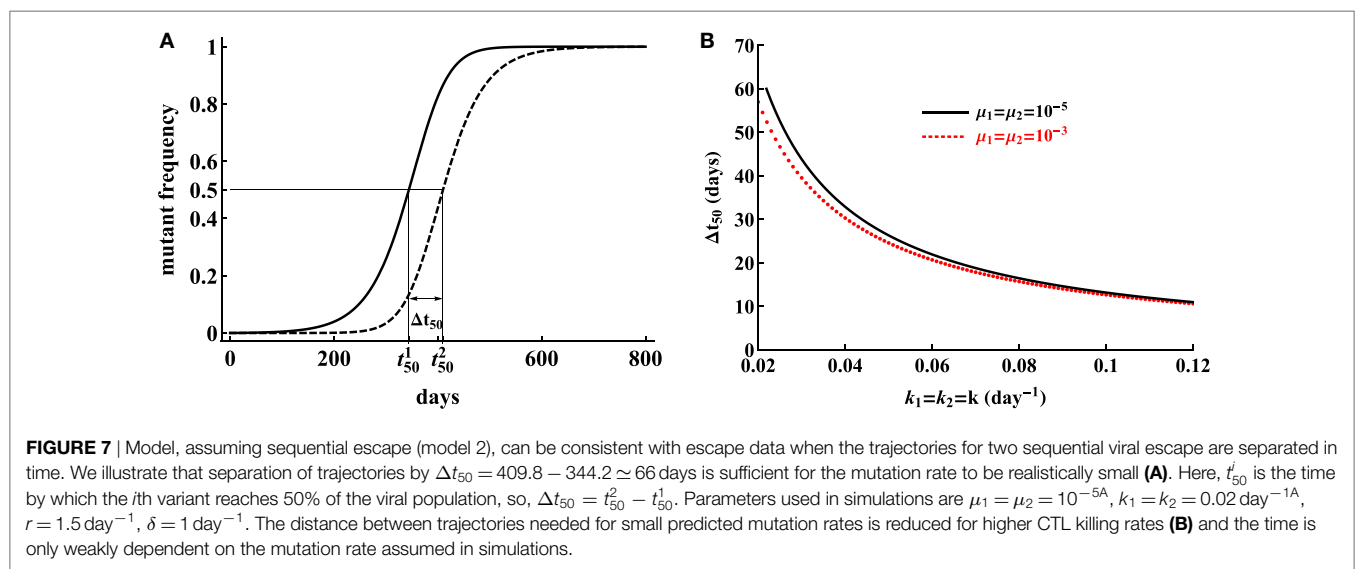 A
1
0.8
0.6
0.5
0.4
0.2
0
mutant frequency
Δt50
0 200 t^1_50 t^2_50 600 800
days
B
70
60
50
40
30
20
10
0
Δt50 (days)
μ1=μ2=10^−5
μ1=μ2=10^−3
0.02 0.04 0.06 0.08 0.1 0.12
k1=k2=k (day^−1)
FIGURE 7 | Model, assuming sequential escape (model 2), can be consistent with escape data when the trajectories for two sequential viral escape are separated in
time. We illustrate that separation of trajectories by Δt50 = 409.8 − 344.2 ≃ 66 days is sufficient for the mutation rate to be realistically small (A). Here, t^i_50 is the time
by which the ith variant reaches 50% of the viral population, so, Δt50 = t^2_50 − t^1_50. Parameters used in simulations are μ1 = μ2 = 10^−5A, k1 = k2 = 0.02 day^−1A,
r = 1.5 day^−1, δ = 1 day^−1. The distance between trajectories needed for small predicted mutation rates is reduced for higher CTL killing rates (B) and the time is
only weakly dependent on the mutation rate assumed in simulations.